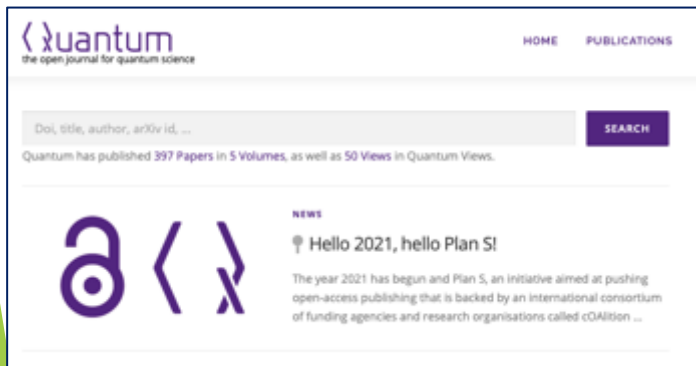 Quantum
the open journal for quantum science
HOME PUBLICATIONS
Doi, title, author, arXiv id, ...
SEARCH
Quantum has published 397 Papers in 5 Volumes, as well as 50 Views in Quantum Views.
NEWS
Hello 2021, hello Plan S!
The year 2021 has begun and Plan S, an initiative aimed at pushing
open-access publishing that is backed by an international consortium
of funding agencies and research organisations called cOAlition ...